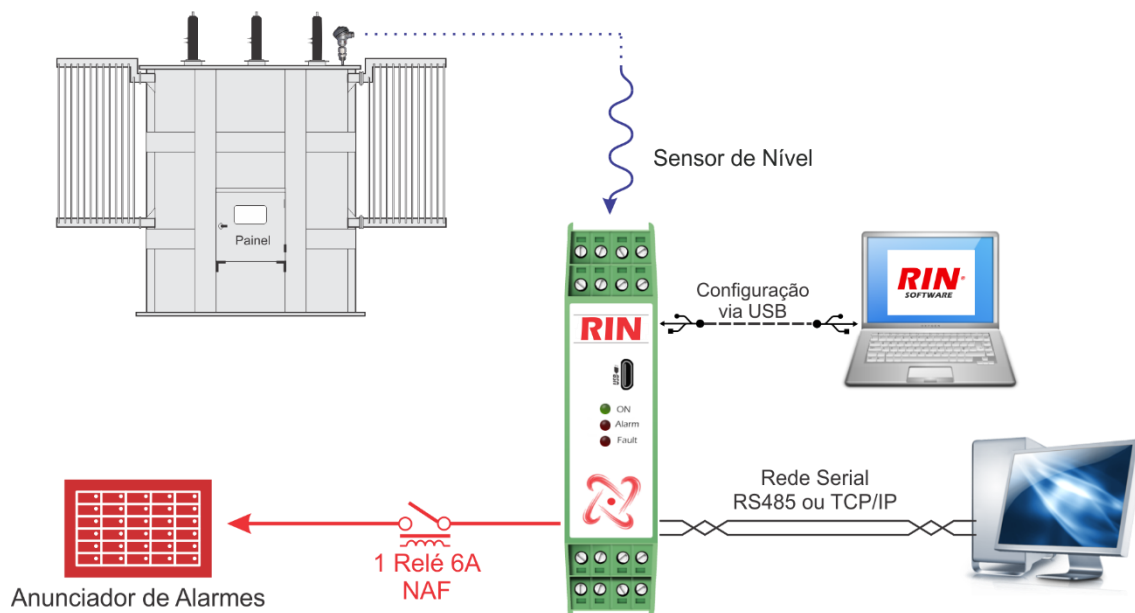 Sensor de Nível
Painel
Configuração
via USB
RIN®
SOFTWARE
RIN
USB
ON
Alarm
Fault
Rede Serial
RS485 ou TCP/IP
1 Relé 6A
NAF
Anunciador de Alarmes